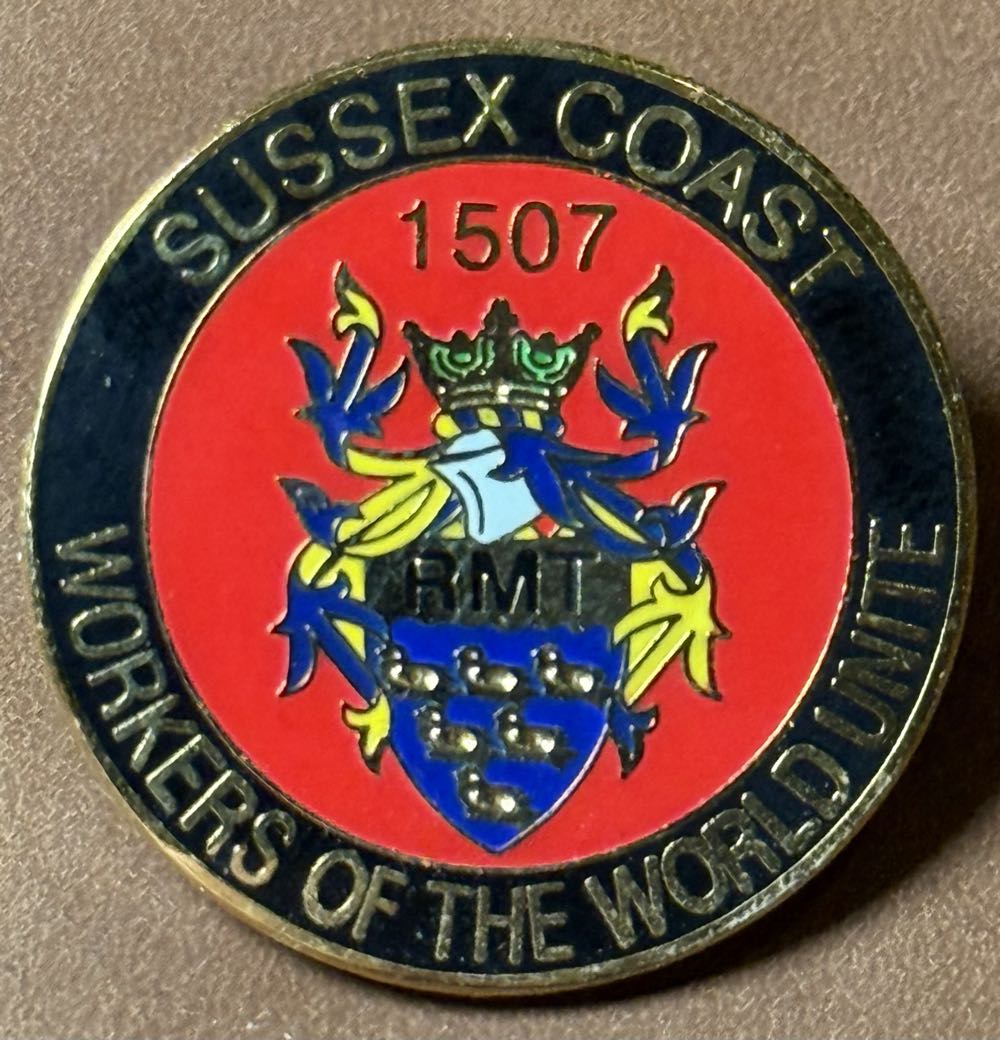 SUSSEX COAST
1507
RMT
WORKERS OF THE WORLD UNITE